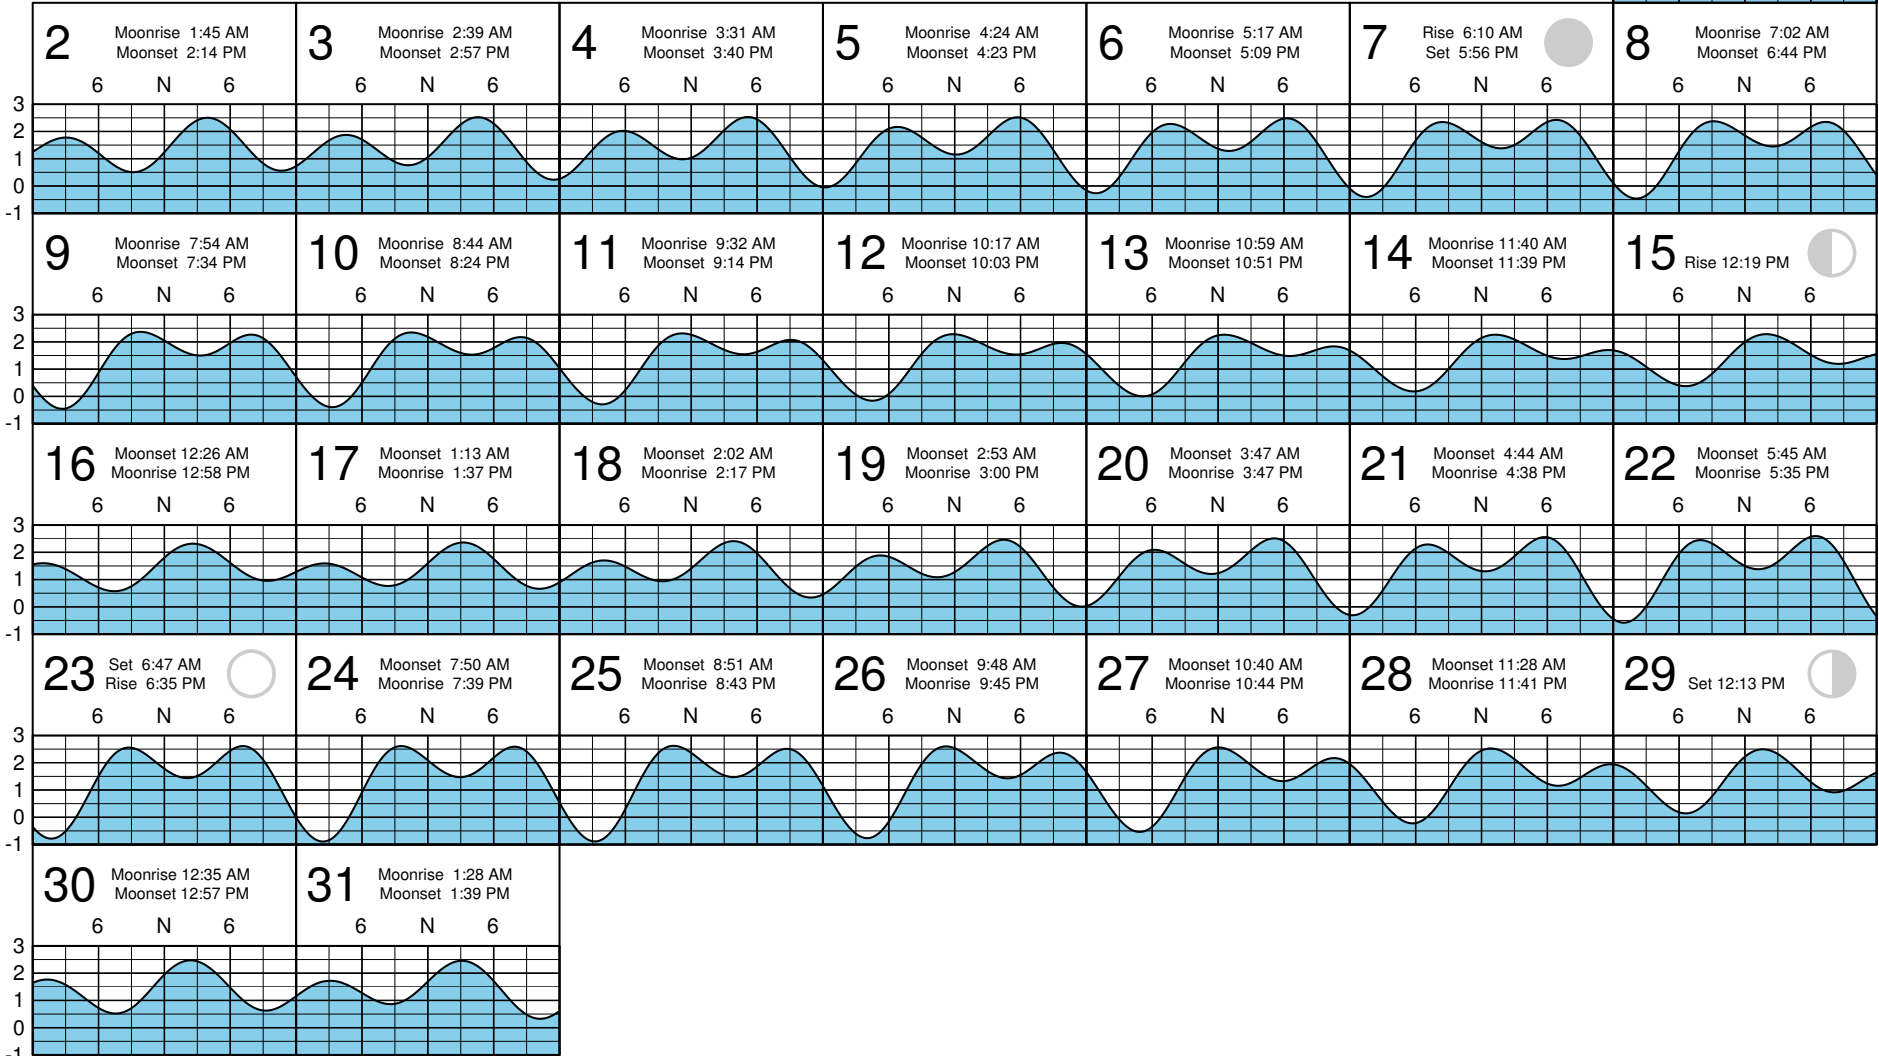 2 Moonrise 1:45 AM
Moonset 2:14 PM
3 Moonrise 2:39 AM
Moonset 2:57 PM
4 Moonrise 3:31 AM
Moonset 3:40 PM
5 Moonrise 4:24 AM
Moonset 4:23 PM
6 Moonrise 5:17 AM
Moonset 5:09 PM
7 Rise 6:10 AM
Set 5:56 PM
8 Moonrise 7:02 AM
Moonset 6:44 PM
6 N 6 6 N 6 6 N 6 6 N 6 6 N 6 6 N 6 6 N 6
3
2
1
0
-1
9 Moonrise 7:54 AM
Moonset 7:34 PM
10 Moonrise 8:44 AM
Moonset 8:24 PM
11 Moonrise 9:32 AM
Moonset 9:14 PM
12 Moonrise 10:17 AM
Moonset 10:03 PM
13 Moonrise 10:59 AM
Moonset 10:51 PM
14 Moonrise 11:40 AM
Moonset 11:39 PM
15 Rise 12:19 PM
6 N 6 6 N 6 6 N 6 6 N 6 6 N 6 6 N 6 6 N 6
3
2
1
0
-1
16 Moonset 12:26 AM
Moonrise 12:58 PM
17 Moonset 1:13 AM
Moonrise 1:37 PM
18 Moonset 2:02 AM
Moonrise 2:17 PM
19 Moonset 2:53 AM
Moonrise 3:00 PM
20 Moonset 3:47 AM
Moonrise 3:47 PM
21 Moonset 4:44 AM
Moonrise 4:38 PM
22 Moonset 5:45 AM
Moonrise 5:35 PM
6 N 6 6 N 6 6 N 6 6 N 6 6 N 6 6 N 6 6 N 6
3
2
1
0
-1
23 Set 6:47 AM
Rise 6:35 PM
24 Moonset 7:50 AM
Moonrise 7:39 PM
25 Moonset 8:51 AM
Moonrise 8:43 PM
26 Moonset 9:48 AM
Moonrise 9:45 PM
27 Moonset 10:40 AM
Moonrise 10:44 PM
28 Moonset 11:28 AM
Moonrise 11:41 PM
29 Set 12:13 PM
6 N 6 6 N 6 6 N 6 6 N 6 6 N 6 6 N 6 6 N 6
3
2
1
0
-1
30 Moonrise 12:35 AM
Moonset 12:57 PM
31 Moonrise 1:28 AM
Moonset 1:39 PM
6 N 6 6 N 6
3
2
1
0
-1